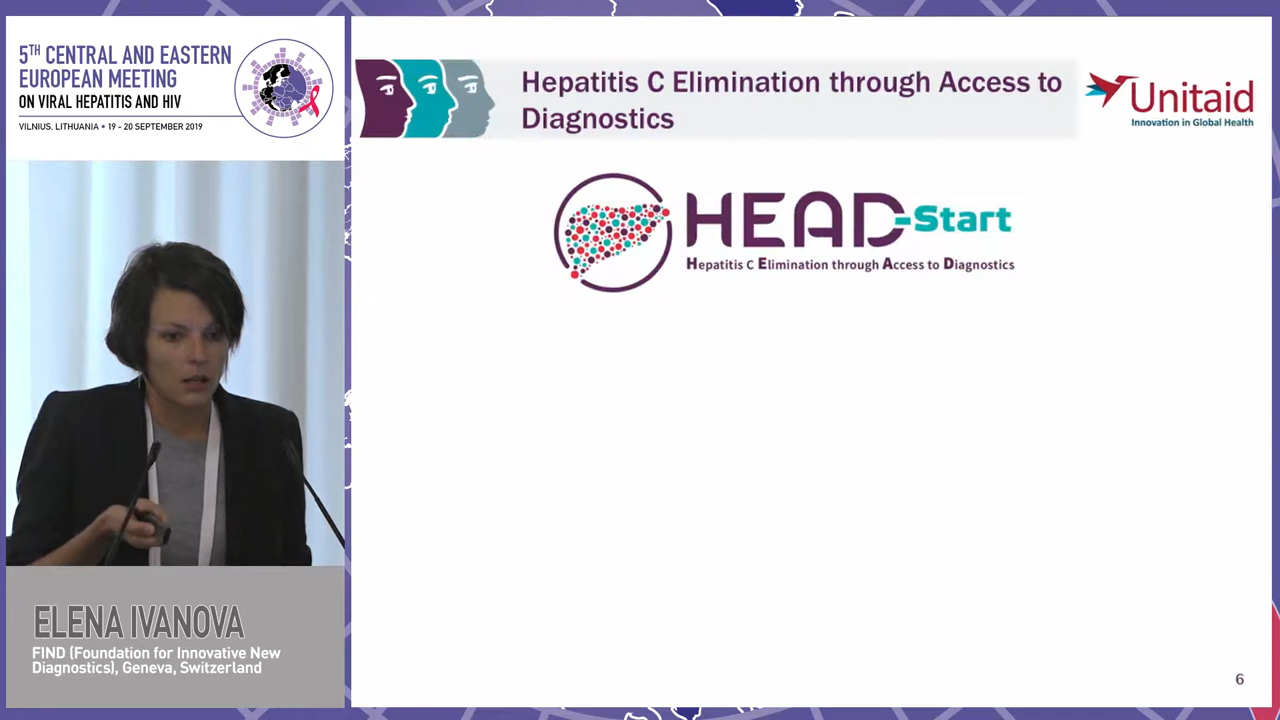 5TH CENTRAL AND EASTERN
EUROPEAN MEETING
ON VIRAL HEPATITIS AND HIV
VILNIUS, LITHUANIA • 19 - 20 SEPTEMBER 2019
Hepatitis C Elimination through Access to
Diagnostics
Unitaid
Innovation in Global Health
HEAD-Start
Hepatitis C Elimination through Access to Diagnostics
ELENA IVANOVA
FIND (Foundation for Innovative New
Diagnostics), Geneva, Switzerland
6